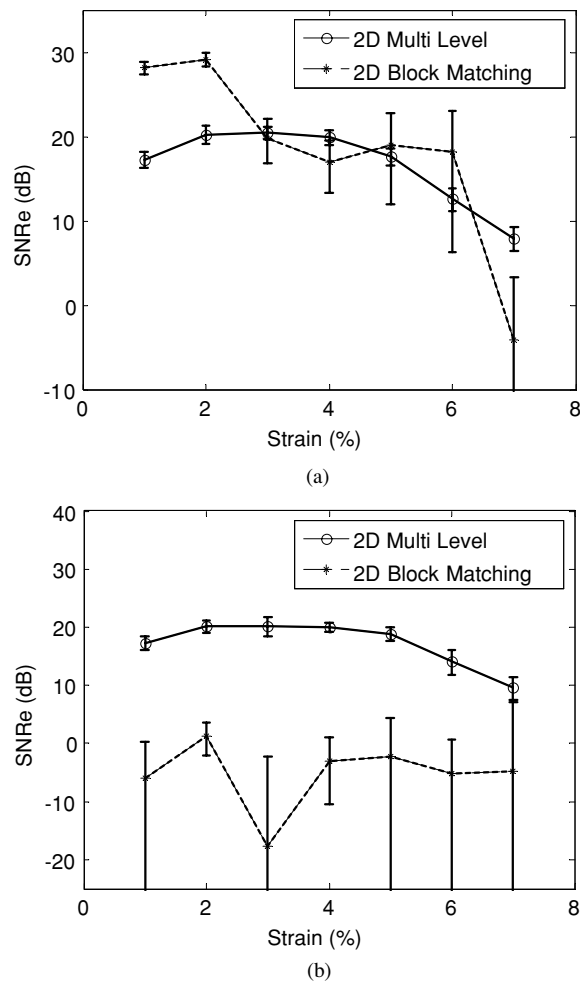 30
20
10
0
-10
SNRe (dB)
2D Multi Level
2D Block Matching
0 2 4 6 8
Strain (%)
(a)
40
30
20
10
0
-10
-20
SNRe (dB)
2D Multi Level
2D Block Matching
0 2 4 6 8
Strain (%)
(b)